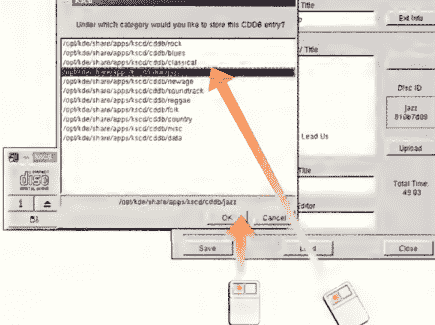 kscd
Under which category would you like to store this CDDB entry?
/opt/kde/share/apps/kscd/cddb/rock
/opt/kde/share/apps/kscd/cddb/blues
/opt/kde/share/apps/kscd/cddb/classical
/opt/kde/share/apps/kscd/cddb/newage
/opt/kde/share/apps/kscd/cddb/soundtrack
/opt/kde/share/apps/kscd/cddb/reggae
/opt/kde/share/apps/kscd/cddb/folk
/opt/kde/share/apps/kscd/cddb/country
/opt/kde/share/apps/kscd/cddb/misc
/opt/kde/share/apps/kscd/cddb/data
/opt/kde/share/apps/kscd/cddb/jazz
OK
Cancel
Title
Ext Info
/ Title
Disc ID
jazz
Lead Us
Upload
Title
Total Time:
Editor
Save
Close
disc